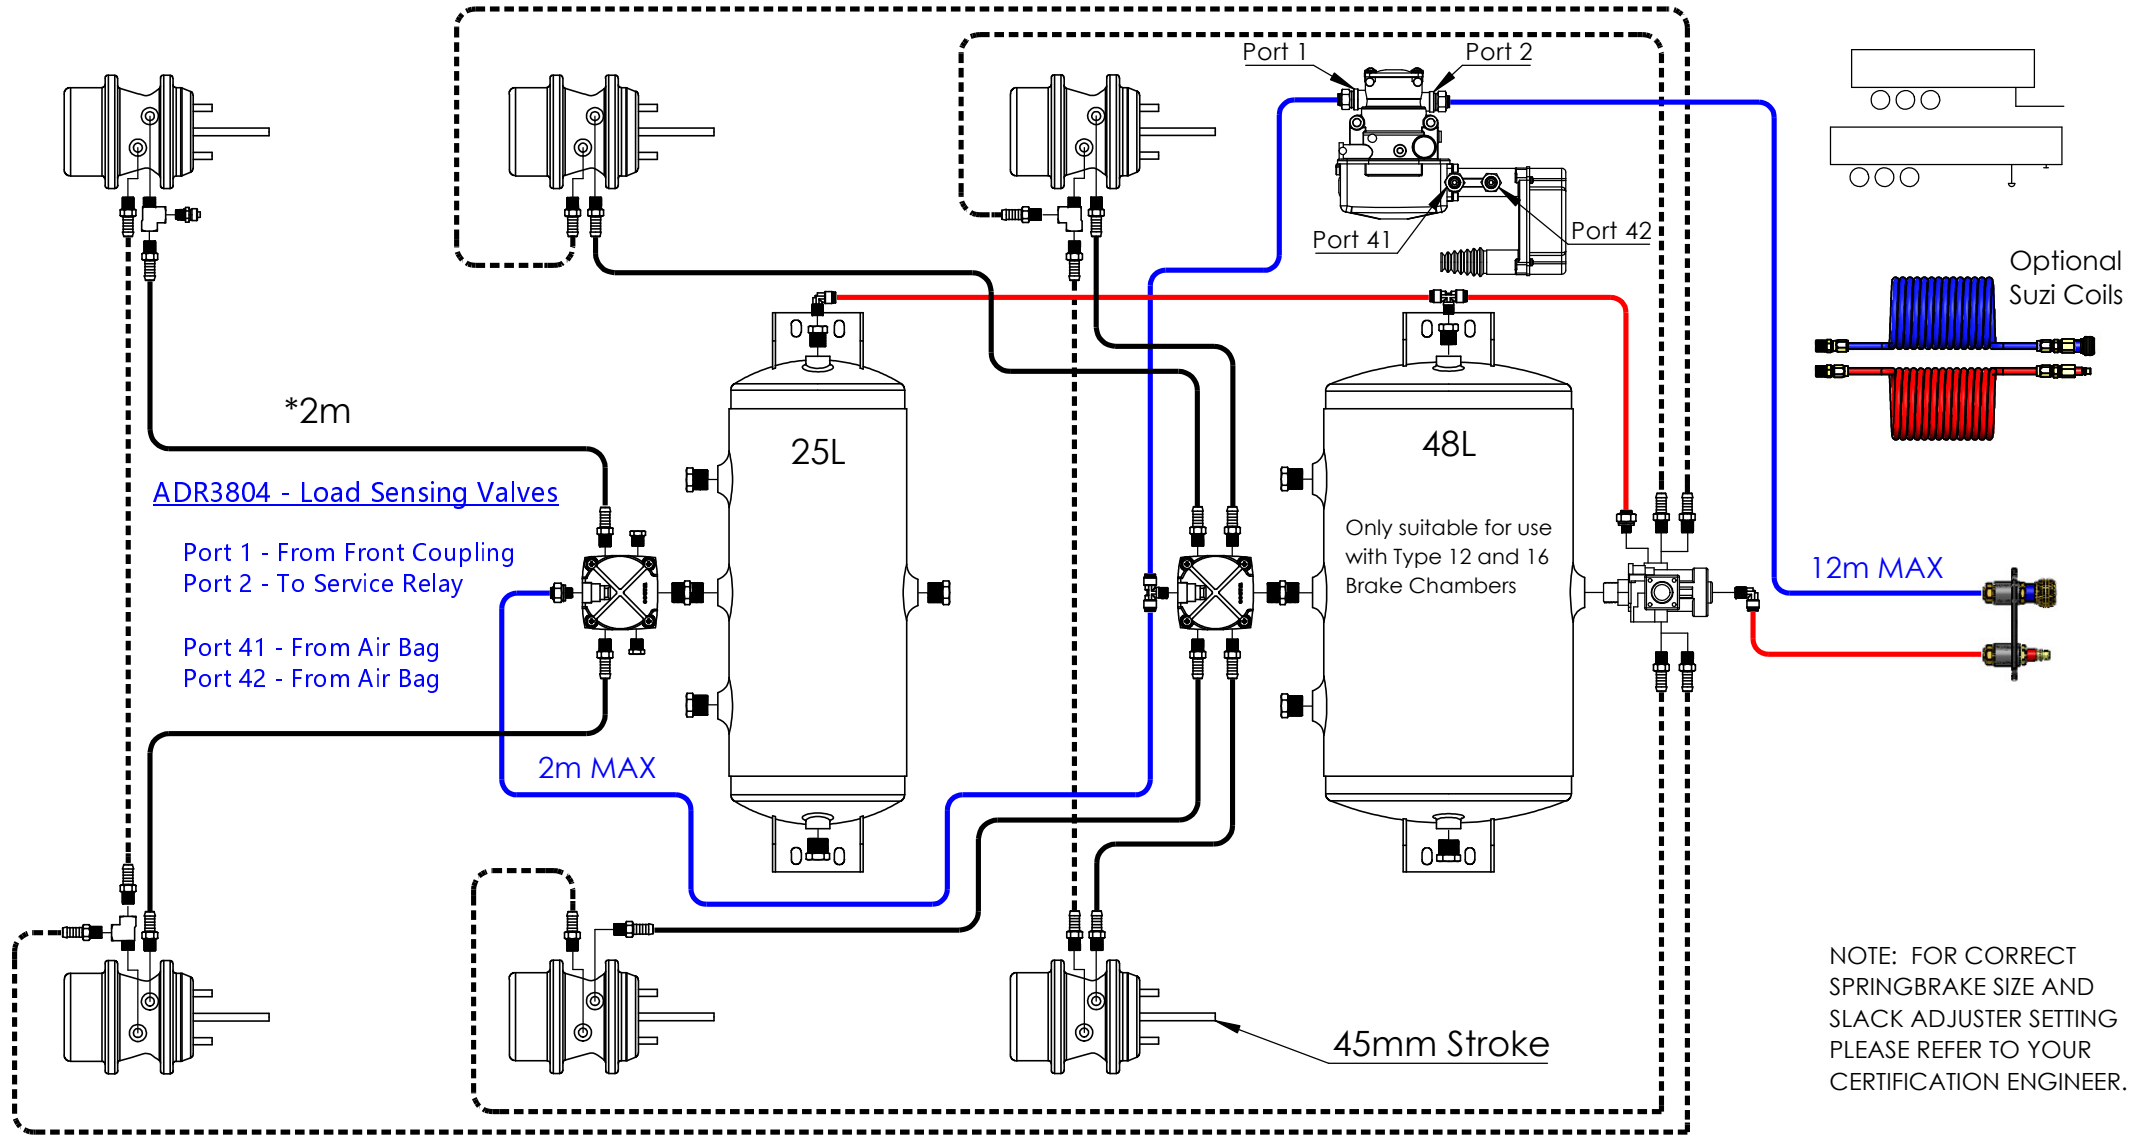 Port 1
Port 2
Port 41
Port 42
Optional
Suzi Coils
*2m
25L
48L
ADR3804 - Load Sensing Valves
Port 1 - From Front Coupling
Port 2 - To Service Relay
Port 41 - From Air Bag
Port 42 - From Air Bag
Only suitable for use
with Type 12 and 16
Brake Chambers
12m MAX
2m MAX
45mm Stroke
NOTE: FOR CORRECT
SPRINGBRAKE SIZE AND
SLACK ADJUSTER SETTING
PLEASE REFER TO YOUR
CERTIFICATION ENGINEER.